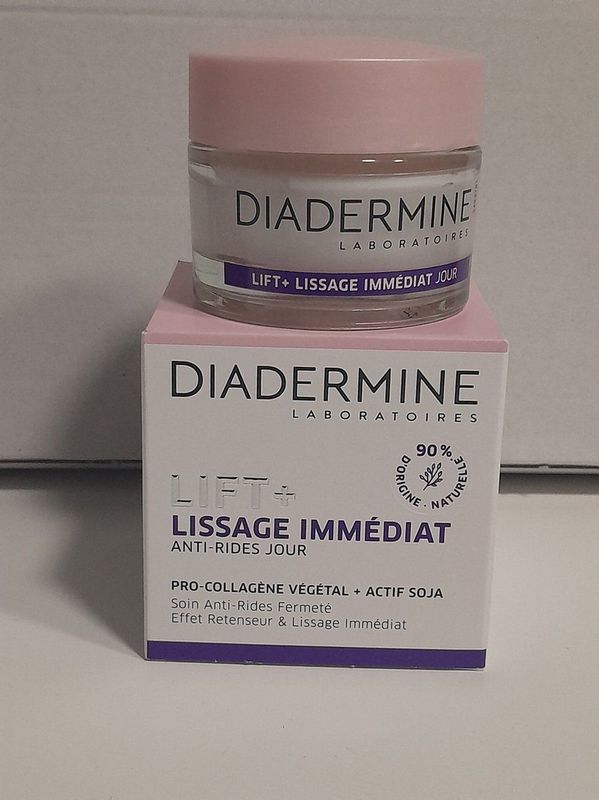 DIADERMINE
LABORATOIRES
LIFT+ LISSAGE IMMÉDIAT JOUR
DIADERMINE
LABORATOIRES
90%*
D'ORIGINE · NATURELLE
LIFT+
LISSAGE IMMÉDIAT
ANTI-RIDES JOUR
PRO-COLLAGÈNE VÉGÉTAL + ACTIF SOJA
Soin Anti-Rides Fermeté
Effet Retenseur & Lissage Immédiat